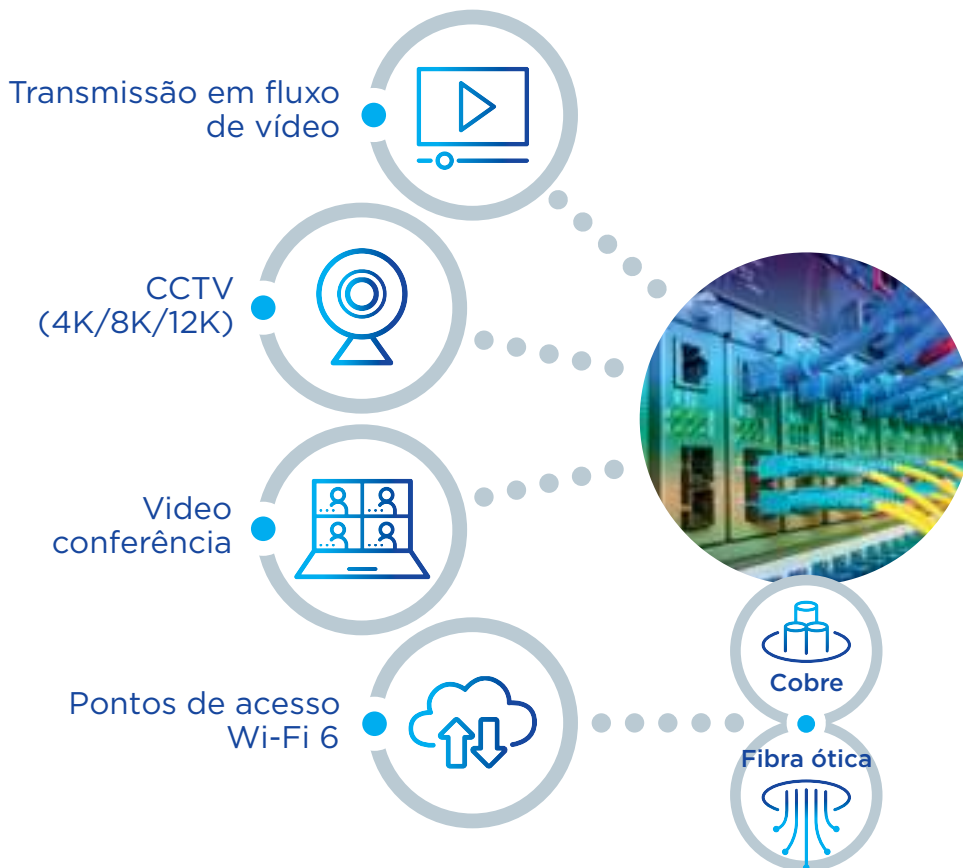 Transmissão em fluxo
de vídeo
CCTV
(4K/8K/12K)
Video
conferência
Pontos de acesso
Wi-Fi 6
Cobre
Fibra ótica